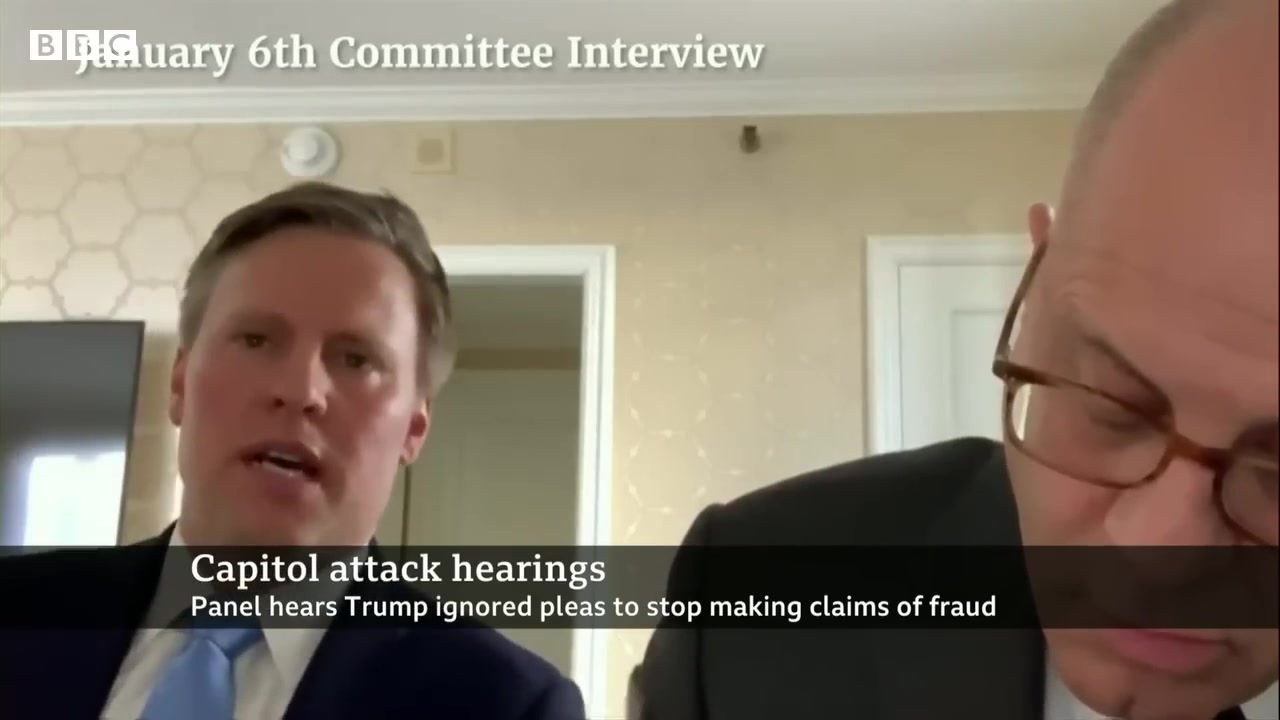 BBC
January 6th Committee Interview
Capitol attack hearings
Panel hears Trump ignored pleas to stop making claims of fraud